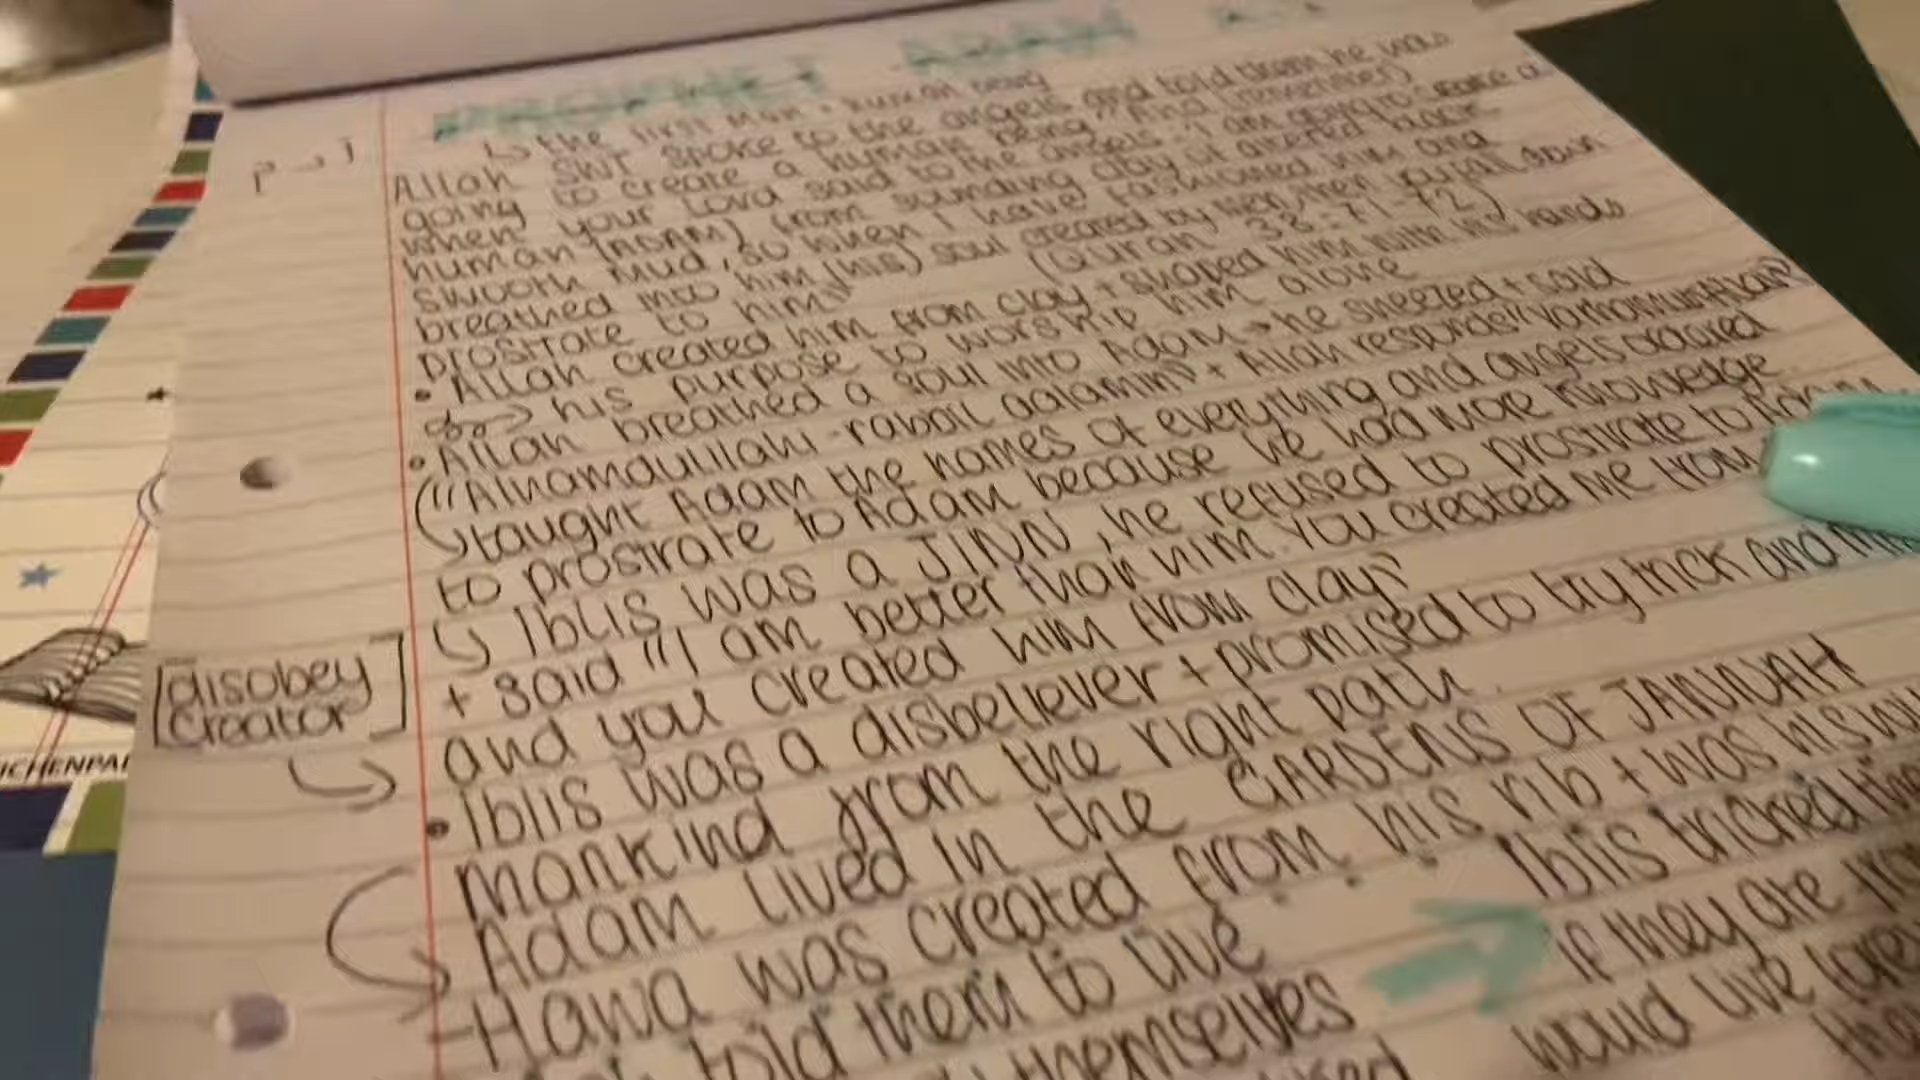 PROPHET ADAM
↳ the first man + human being
Allah SWT spoke to the angels and told them he was
going to create a human being "And (remember)
when your Lord said to the angels: "I am going to create a
human (ADAM) from sounding clay of altered black
smooth mud, so when I have fashioned him and
breathed into him (his) soul created by Me, then fall down
prostrate to him"" (Quran 38:71-72)
• Allah created him from clay + shaped him with his hands
→ his purpose to worship him alone
• Allah breathed a soul into Adam → he sneezed + said
("Alhamdulillahi-rabbil aalamin") + Allah responds
↳ taught Adam the names of everything and angels ordered
to prostrate to Adam because he had more knowledge
↳ Iblis was a JINN, he refused to prostrate to Adam
+ said "I am better than him. You created me from
and you created him from clay"
[disobey
creator]
• Iblis was a disbeliever + promised to try trick and
mankind from the right path.
Adam lived in the GARDENS OF JANNAH
Hawa was created from his rib + was his
told them to live
themselves
Iblis tricked
if they ate
would live